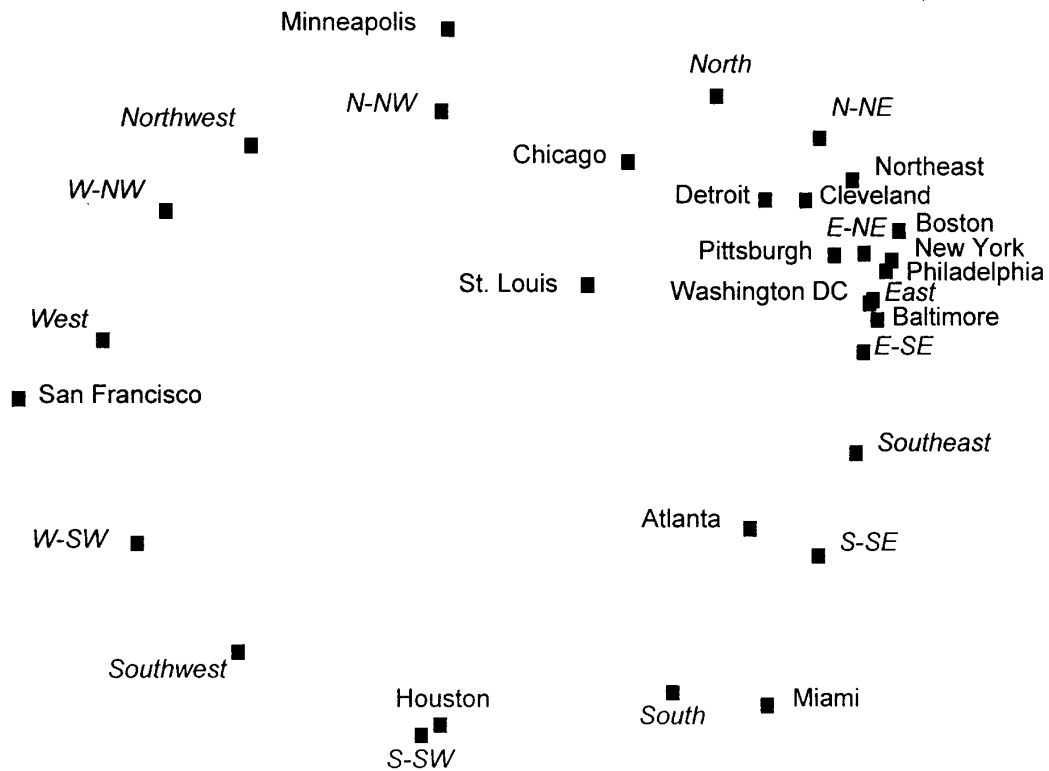 Minneapolis
North
N-NW
N-NE
Northwest
Chicago
Northeast
W-NW
Detroit
Cleveland
E-NE
Boston
Pittsburgh
New York
Philadelphia
St. Louis
Washington DC
East
West
Baltimore
E-SE
San Francisco
Southeast
Atlanta
W-SW
S-SE
Southwest
Houston
South
Miami
S-SW